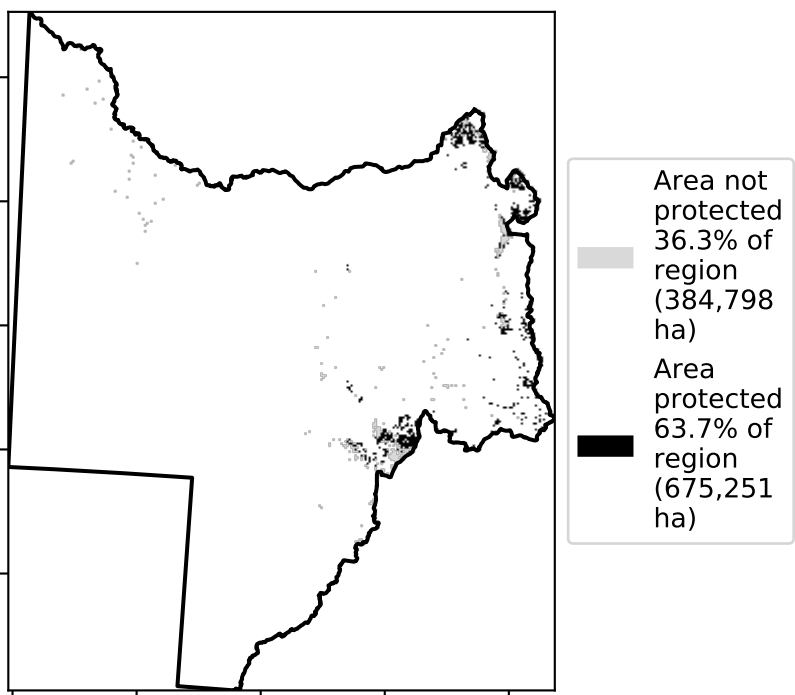 Area not
protected
36.3% of
region
(384,798
ha)
Area
protected
63.7% of
region
(675,251
ha)